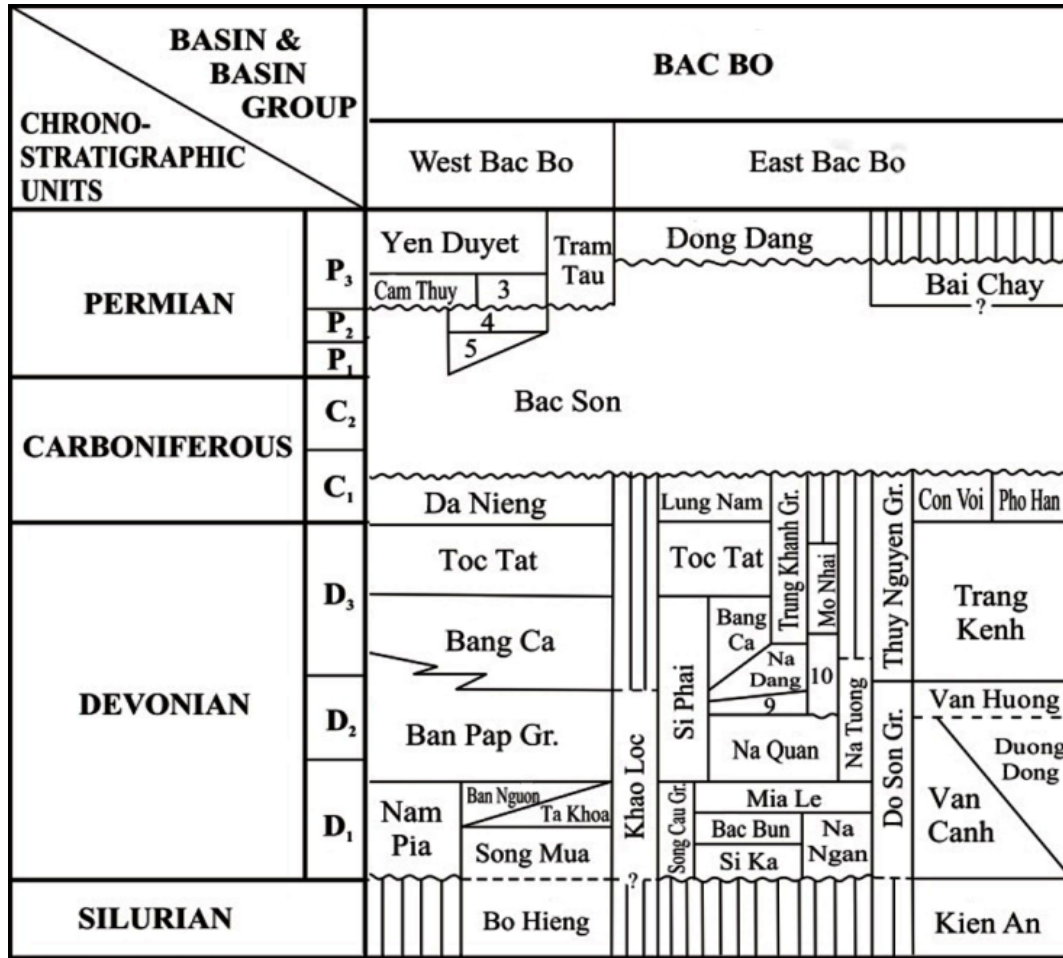 BASIN &
BASIN
GROUP
CHRONO-
STRATIGRAPHIC
UNITS
BAC BO
West Bac Bo
East Bac Bo
PERMIAN
P₃
P₂
P₁
Yen Duyet
Cam Thuy
3
Tram
Tau
4
5
Dong Dang
Bai Chay
?
Bac Son
CARBONIFEROUS
C₂
C₁
Da Nieng
Lung Nam
Trung Khanh Gr.
Thuy Nguyen Gr.
Con Voi
Pho Han
DEVONIAN
D₃
D₂
D₁
Toc Tat
Toc Tat
Mo Nhai
Trang
Kenh
Bang Ca
Si Phai
Bang
Ca
Na
Dang
9
10
Na Tuong
Ban Pap Gr.
Khao Loc
Na Quan
Do Son Gr.
Van Huong
Duong
Dong
Van
Canh
Nam
Pia
Ban Nguon
Ta Khoa
Song Mua
Song Cau Gr.
Mia Le
Bac Bun
Si Ka
Na
Ngan
?
SILURIAN
Bo Hieng
Kien An